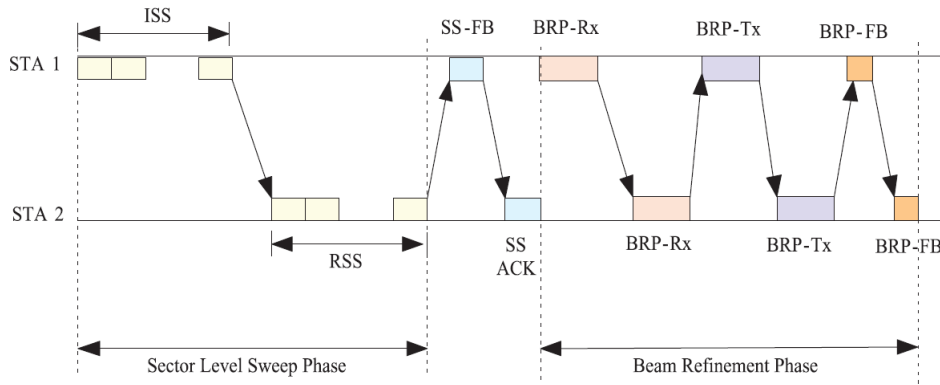 ISS
SS-FB
BRP-Rx
BRP-Tx
BRP-FB
STA 1
STA 2
RSS
SS
ACK
BRP-Rx
BRP-Tx
BRP-FB
Sector Level Sweep Phase
Beam Refinement Phase